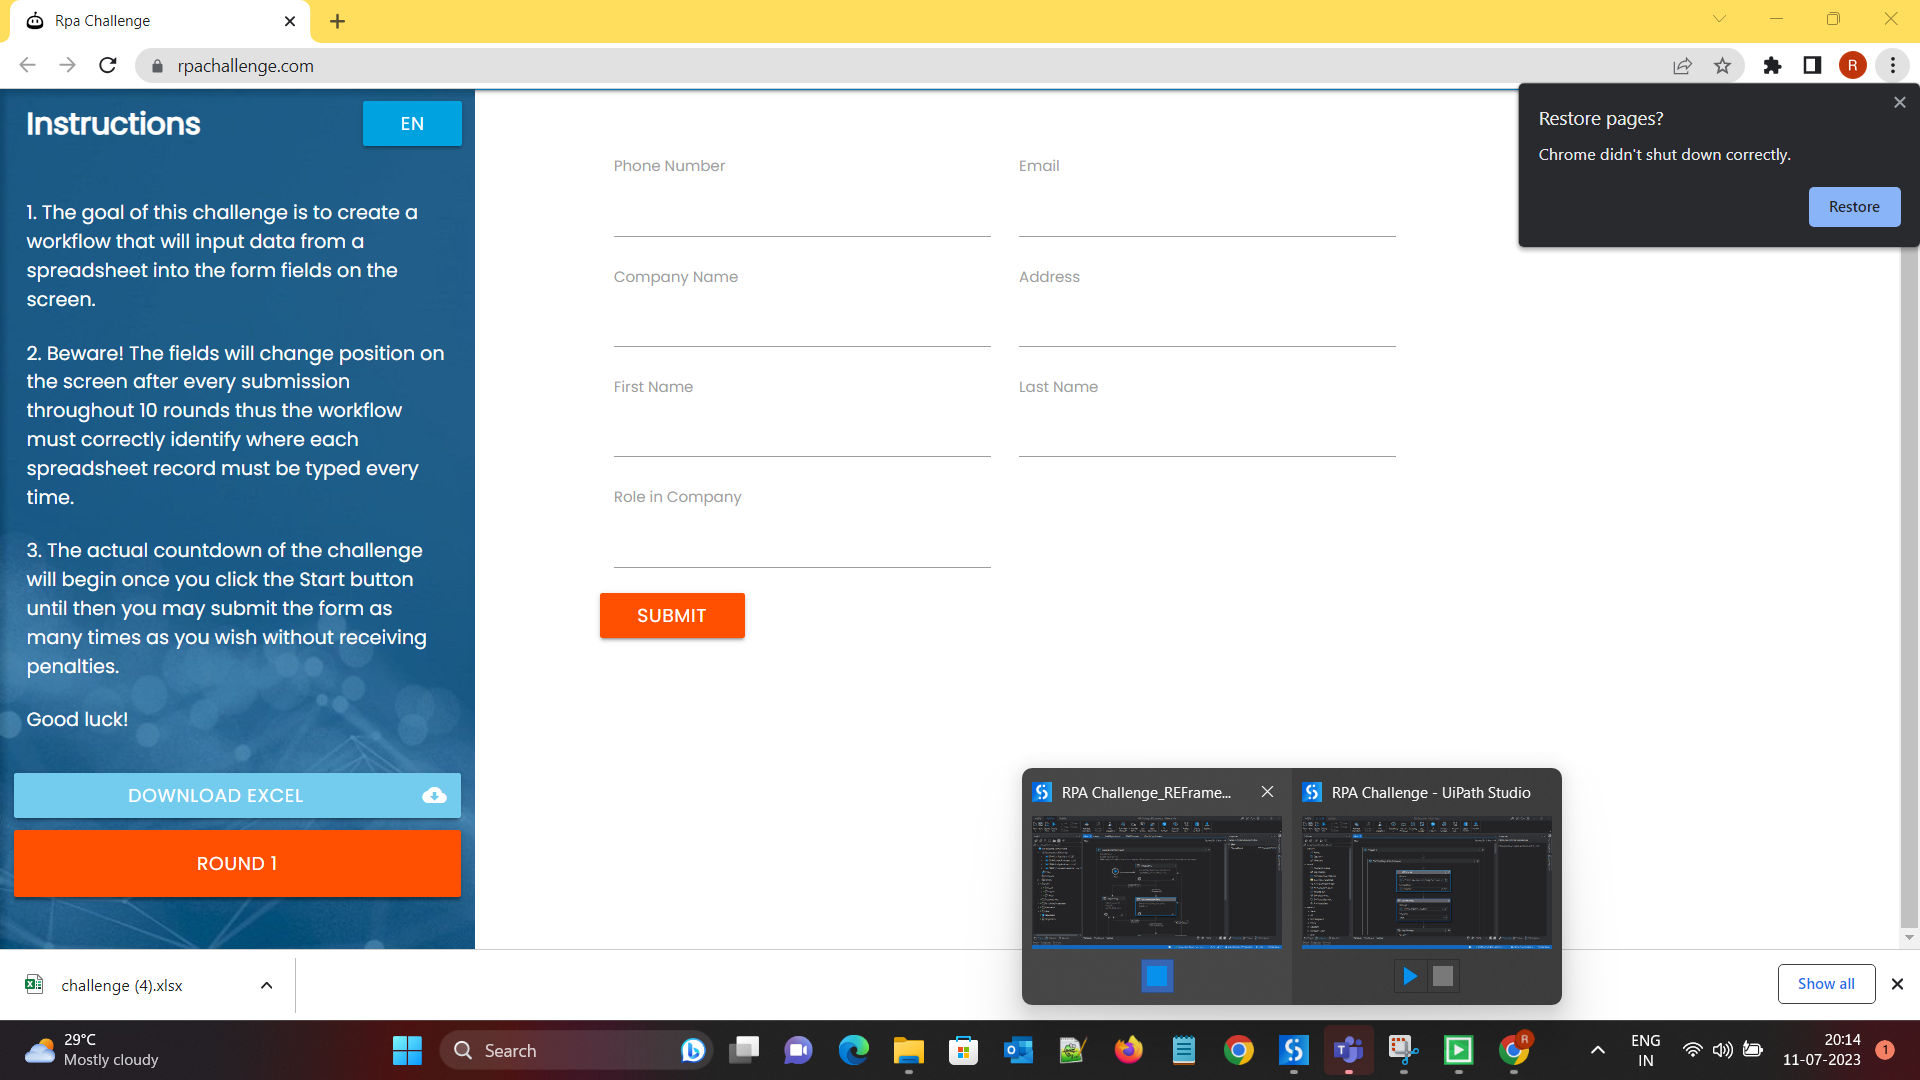 Rpa Challenge
rpachallenge.com
R
Instructions
EN
1. The goal of this challenge is to create a
workflow that will input data from a
spreadsheet into the form fields on the
screen.
2. Beware! The fields will change position on
the screen after every submission
throughout 10 rounds thus the workflow
must correctly identify where each
spreadsheet record must be typed every
time.
3. The actual countdown of the challenge
will begin once you click the Start button
until then you may submit the form as
many times as you wish without receiving
penalties.
Good luck!
DOWNLOAD EXCEL
ROUND 1
Phone Number
Email
Company Name
Address
First Name
Last Name
Role in Company
SUBMIT
Restore pages?
Chrome didn't shut down correctly.
Restore
RPA Challenge_REFrame...
RPA Challenge - UiPath Studio
challenge (4).xlsx
Show all
29°C
Mostly cloudy
Search
R
ENG
IN
20:14
11-07-2023
1